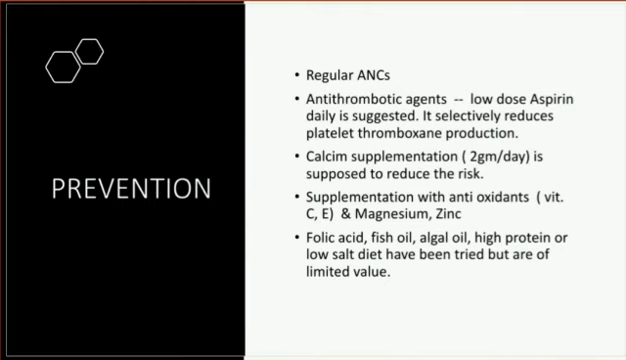 PREVENTION
• Regular ANCs
• Antithrombotic agents -- low dose Aspirin
daily is suggested. It selectively reduces
platelet thromboxane production.
• Calcim supplementation ( 2gm/day) is
supposed to reduce the risk.
• Supplementation with anti oxidants ( vit.
C, E) & Magnesium, Zinc
• Folic acid, fish oil, algal oil, high protein or
low salt diet have been tried but are of
limited value.